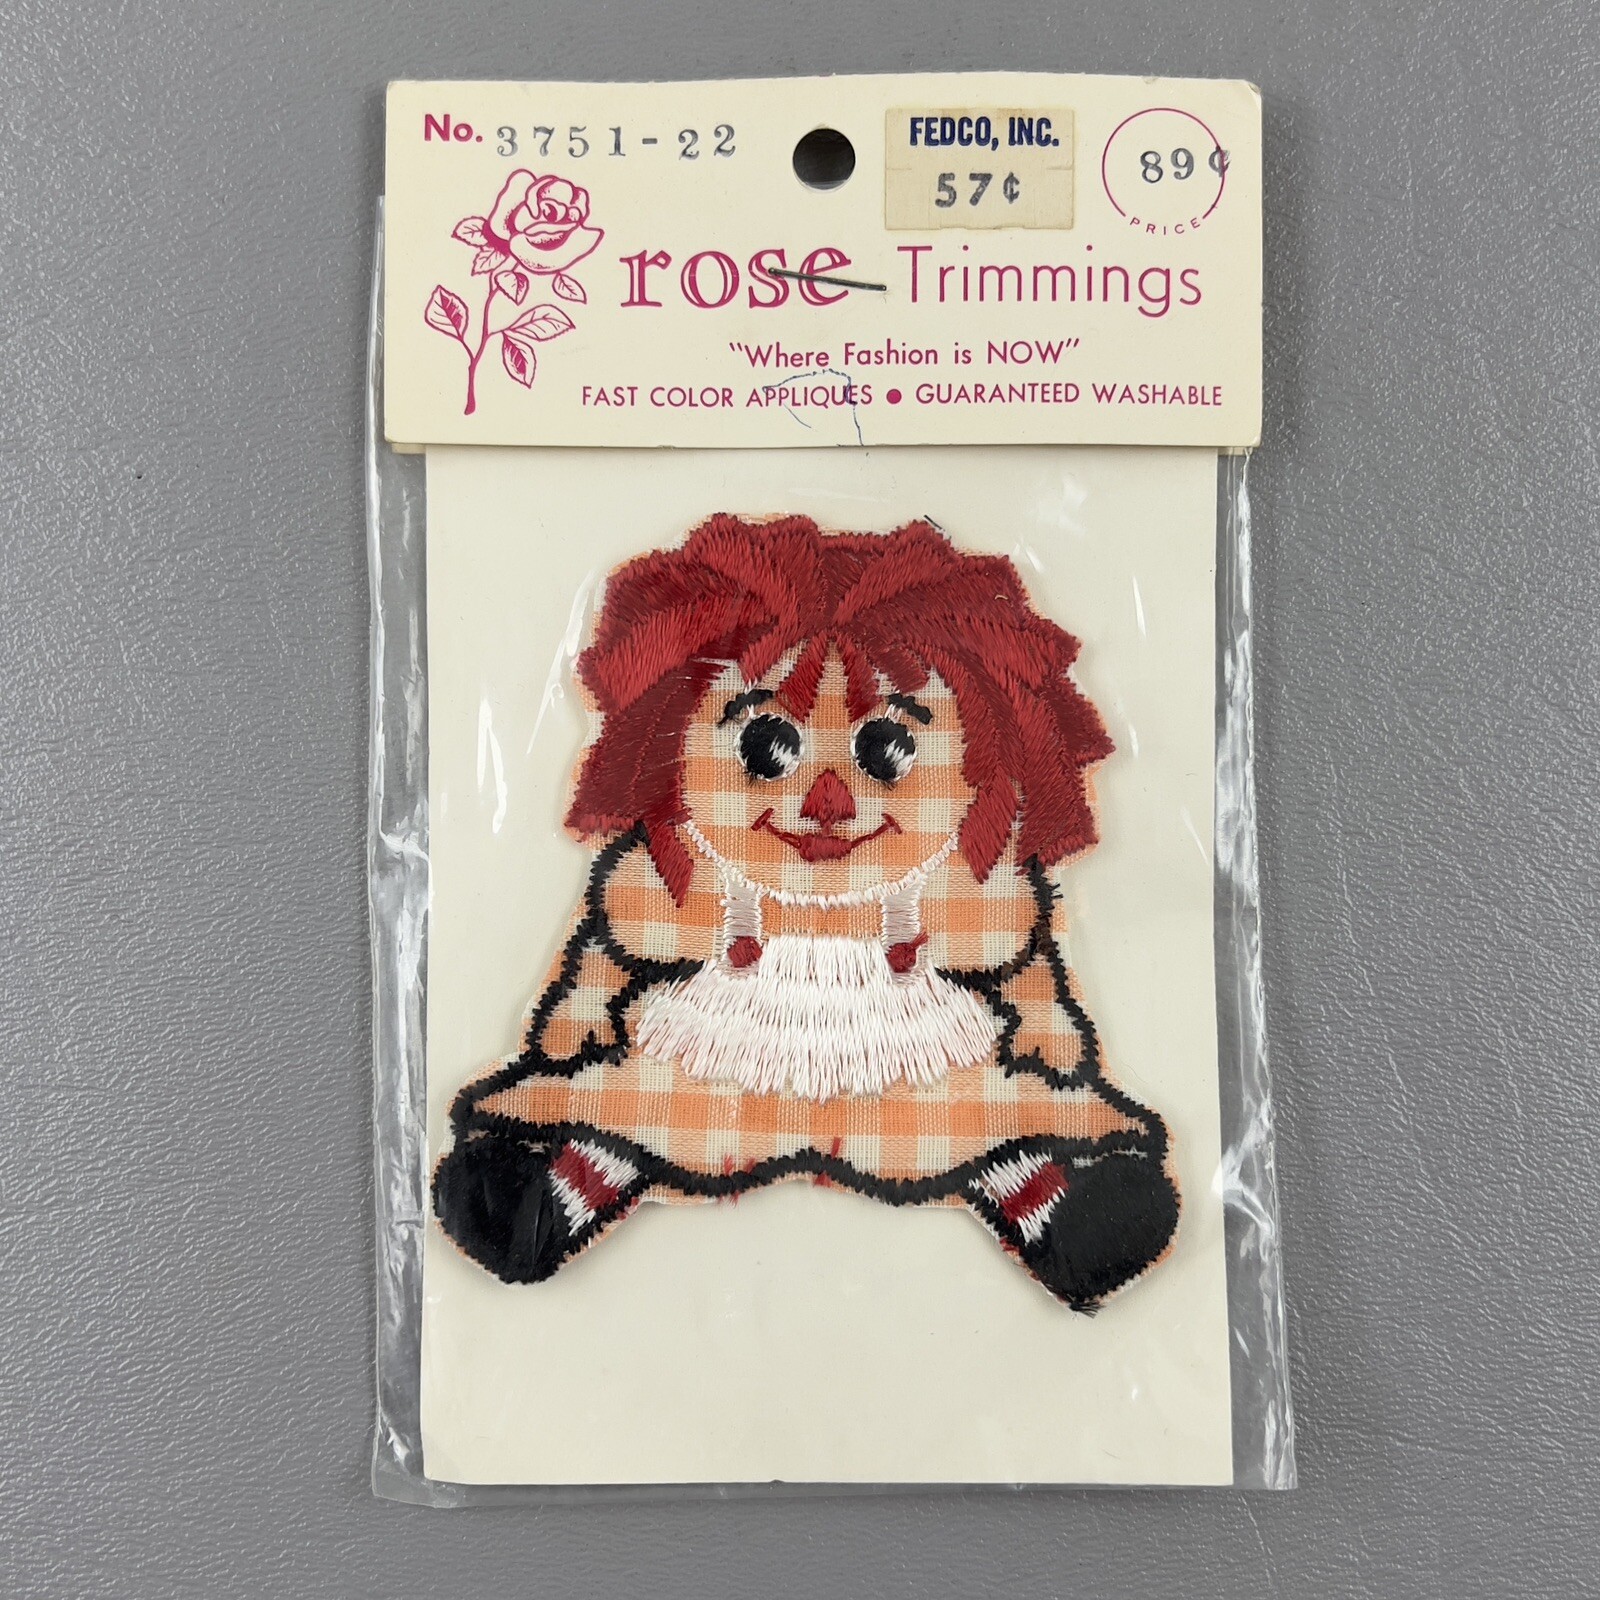 No. 3751-22
FEDCO, INC.
57¢
89¢
PRICE
rose Trimmings
"Where Fashion is NOW"
FAST COLOR APPLIQUES • GUARANTEED WASHABLE